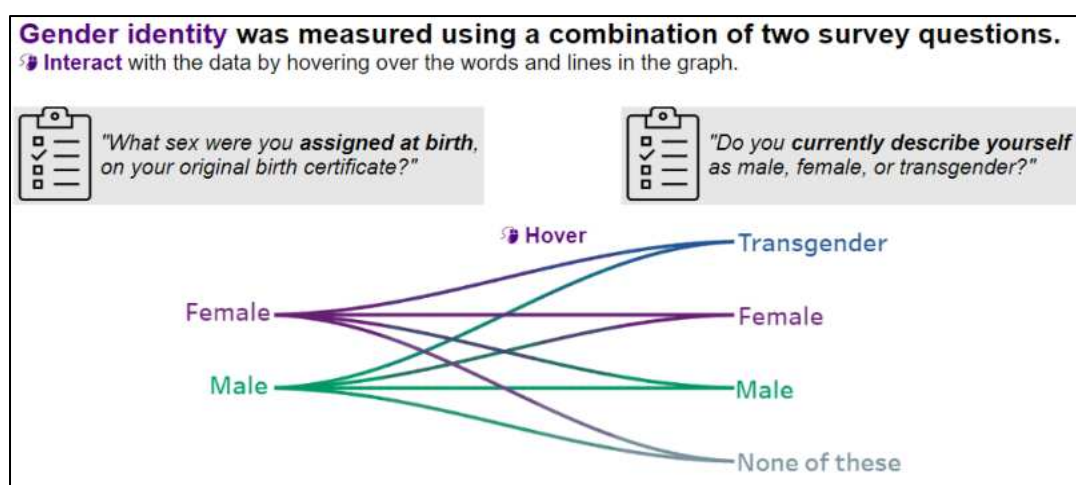 Gender identity was measured using a combination of two survey questions.
Interact with the data by hovering over the words and lines in the graph.
"What sex were you assigned at birth,
on your original birth certificate?"
"Do you currently describe yourself
as male, female, or transgender?"
Hover
Transgender
Female
Female
Male
Male
None of these